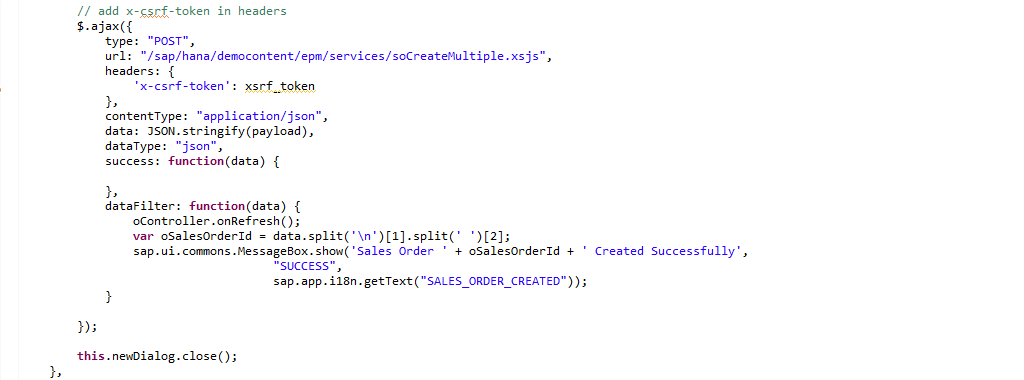 // add x-csrf-token in headers
$.ajax({
type: "POST",
url: "/sap/hana/democontent/epm/services/soCreateMultiple.xsjs",
headers: {
'x-csrf-token': xsrf_token
},
contentType: "application/json",
data: JSON.stringify(payload),
dataType: "json",
success: function(data) {
},
dataFilter: function(data) {
oController.onRefresh();
var oSalesOrderId = data.split('\n')[1].split(' ')[2];
sap.ui.commons.MessageBox.show('Sales Order ' + oSalesOrderId + ' Created Successfully',
"SUCCESS",
sap.app.i18n.getText("SALES_ORDER_CREATED"));
}
});
this.newDialog.close();
},